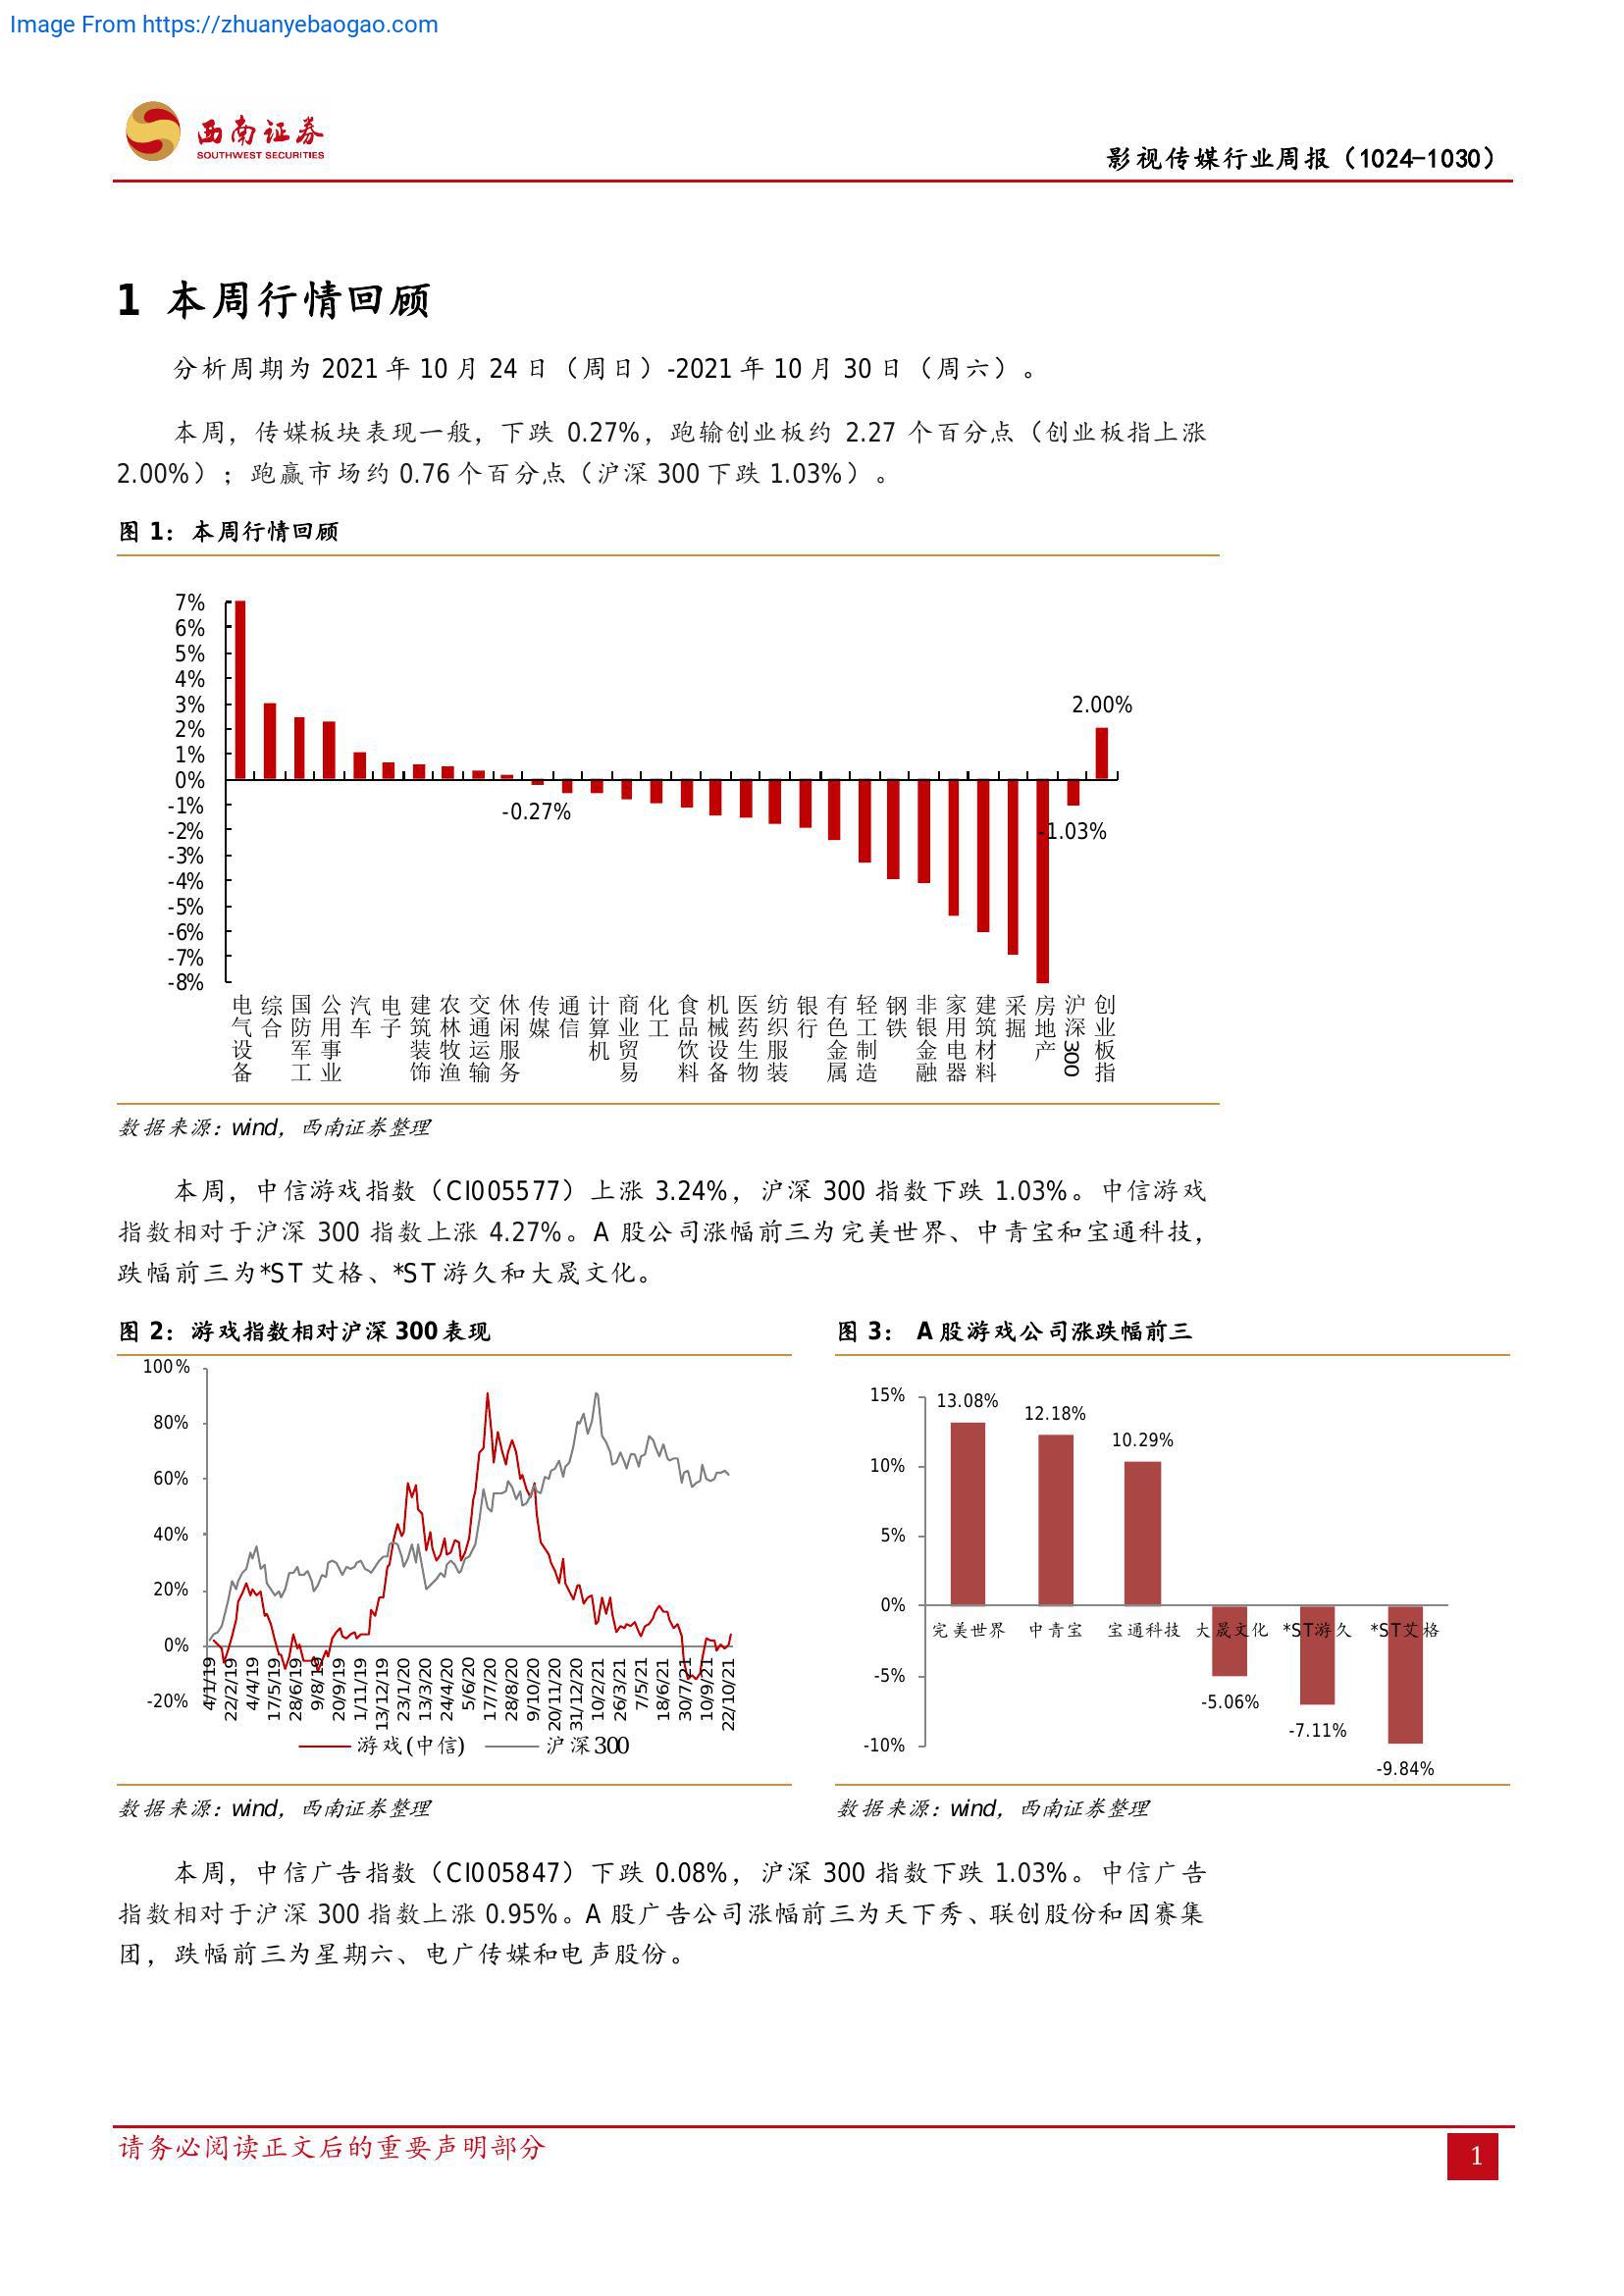 Image From https://zhuanyebaogao.com
西南证券
SOUTHWEST SECURITIES
影视传媒行业周报（1024-1030）
1 本周行情回顾
分析周期为 2021 年 10 月 24 日（周日）-2021 年 10 月 30 日（周六）。
本周，传媒板块表现一般，下跌 0.27%，跑输创业板约 2.27 个百分点（创业板指上涨
2.00%）；跑赢市场约 0.76 个百分点（沪深 300 下跌 1.03%）。
图 1：本周行情回顾
7%
6%
5%
4%
3%
2%
1%
0%
-1%
-2%
-3%
-4%
-5%
-6%
-7%
-8%
-0.27%
-1.03%
2.00%
电气设备
综合
国防军工
公用事业
汽车
电子
建筑装饰
农林牧渔
交通运输
休闲服务
传媒
通信
计算机
商业贸易
化工
食品饮料
机械设备
医药生物
纺织服装
银行
有色金属
轻工制造
钢铁
非银金融
家用电器
建筑材料
采掘
房地产
沪深300
创业板指
数据来源：wind，西南证券整理
本周，中信游戏指数（CI005577）上涨 3.24%，沪深 300 指数下跌 1.03%。中信游戏
指数相对于沪深 300 指数上涨 4.27%。A 股公司涨幅前三为完美世界、中青宝和宝通科技，
跌幅前三为*ST 艾格、*ST 游久和大晟文化。
图 2：游戏指数相对沪深 300 表现
100%
80%
60%
40%
20%
0%
-20%
4/1/19
22/2/19
4/4/19
17/5/19
28/6/19
9/8/19
20/9/19
1/11/19
13/12/19
23/1/20
13/3/20
24/4/20
5/6/20
17/7/20
28/8/20
9/10/20
20/11/20
31/12/20
10/2/21
26/3/21
7/5/21
18/6/21
30/7/21
10/9/21
22/10/21
游戏(中信)
沪深300
数据来源：wind，西南证券整理
图 3： A 股游戏公司涨跌幅前三
15%
10%
5%
0%
-5%
-10%
13.08%
12.18%
10.29%
-5.06%
-7.11%
-9.84%
完美世界
中青宝
宝通科技
大晟文化
*ST游久
*ST艾格
数据来源：wind，西南证券整理
本周，中信广告指数（CI005847）下跌 0.08%，沪深 300 指数下跌 1.03%。中信广告
指数相对于沪深 300 指数上涨 0.95%。A 股广告公司涨幅前三为天下秀、联创股份和因赛集
团，跌幅前三为星期六、电广传媒和电声股份。
请务必阅读正文后的重要声明部分
1